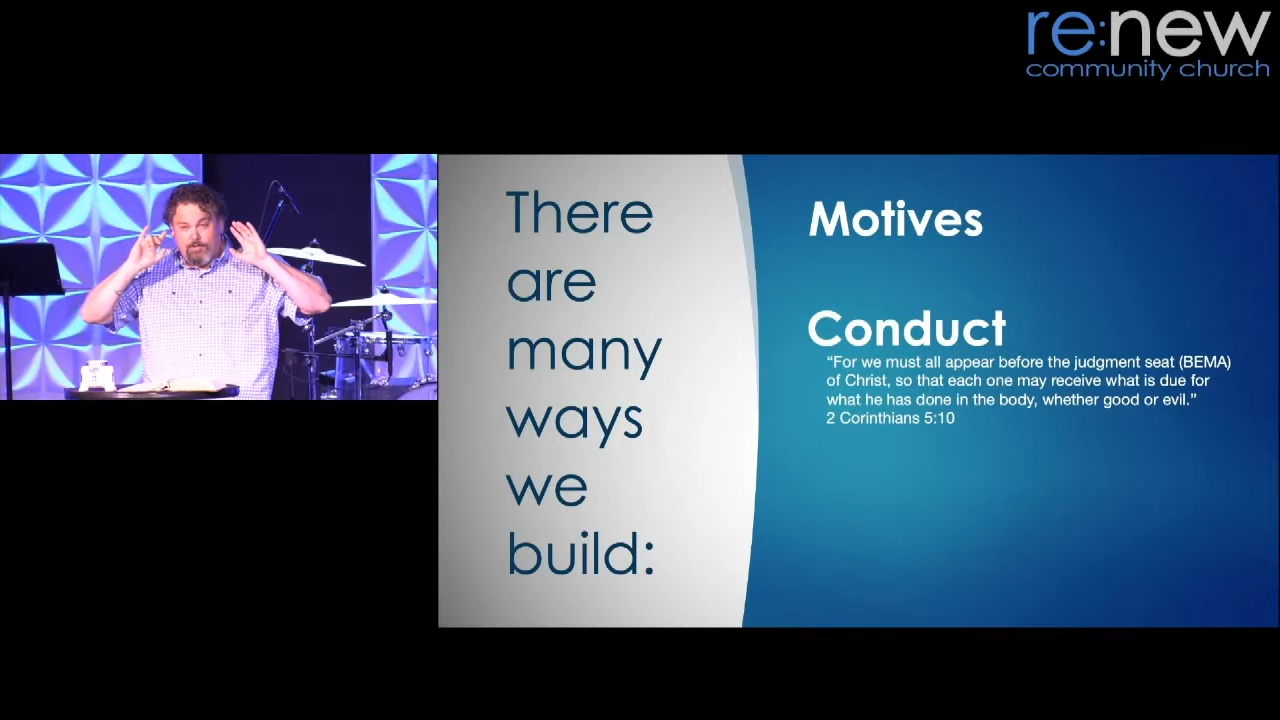 re:new
community church
There
are
many
ways
we
build:
Motives
Conduct
“For we must all appear before the judgment seat (BEMA)
of Christ, so that each one may receive what is due for
what he has done in the body, whether good or evil.”
2 Corinthians 5:10